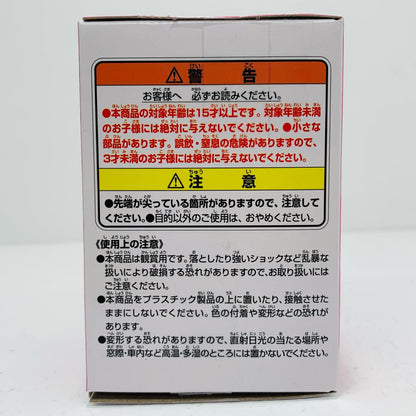 警告
お客様へ 必ずお読みください。
●本商品の対象年齢は15才以上です。対象年齢未満
のお子様には絶対に与えないでください。●小さな
部品があります。誤飲・窒息の危険がありますので、
3才未満のお子様には絶対に与えないでください。
注意
●先端が尖っている箇所がありますので、注意して
ください。●目的以外のご使用は、おやめください。
《使用上の注意》
●本商品は観賞用です。落としたり強いショックなど乱暴な
扱いにより破損する恐れがありますので、お取り扱いには
ご注意ください。
●本商品をプラスチック製品の上に置いたり、接触させた
ままにしないでください。色の付着や変形などの恐れが
あります。
●変形する恐れがありますので、直射日光の当たる場所や
窓際・車内など高温・多湿のところには置かないでください。